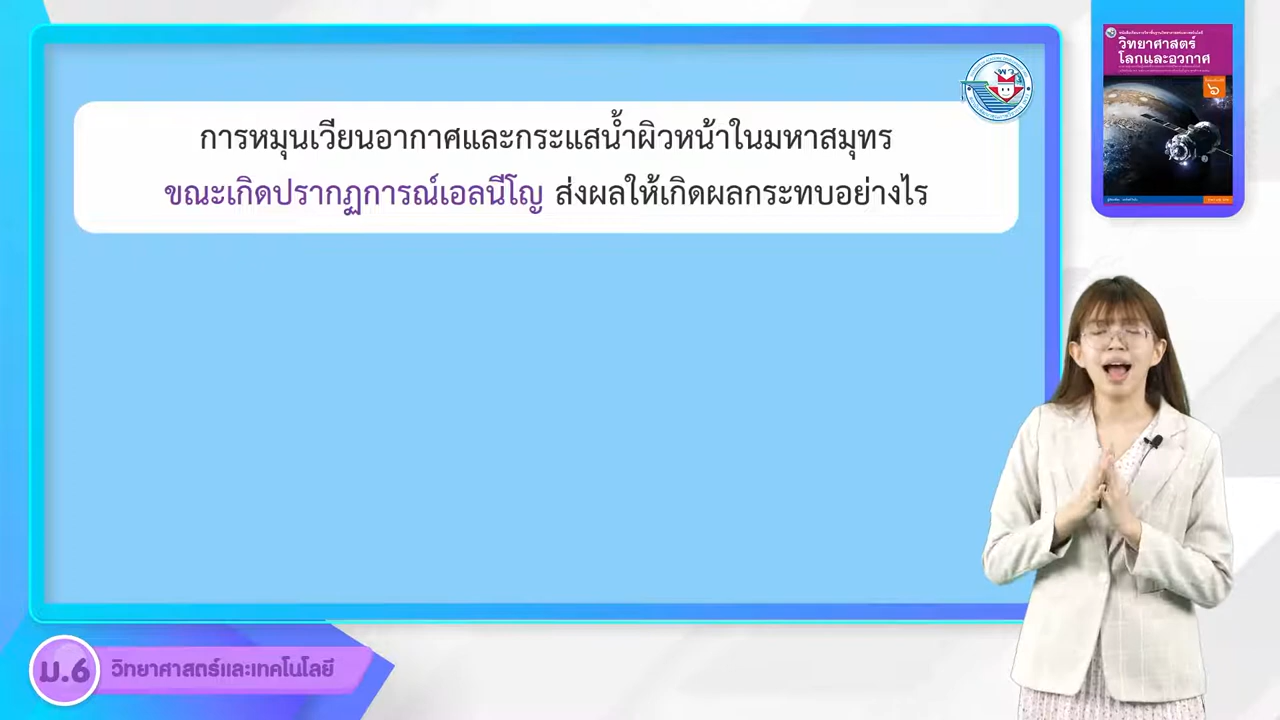 การหมุนเวียนอากาศและกระแสน้ำผิวหน้าในมหาสมุทร
ขณะเกิดปรากฏการณ์เอลนีโญ ส่งผลให้เกิดผลกระทบอย่างไร
พว
วิทยาศาสตร์
โลกและอวกาศ
๖
ม.6 วิทยาศาสตร์และเทคโนโลยี